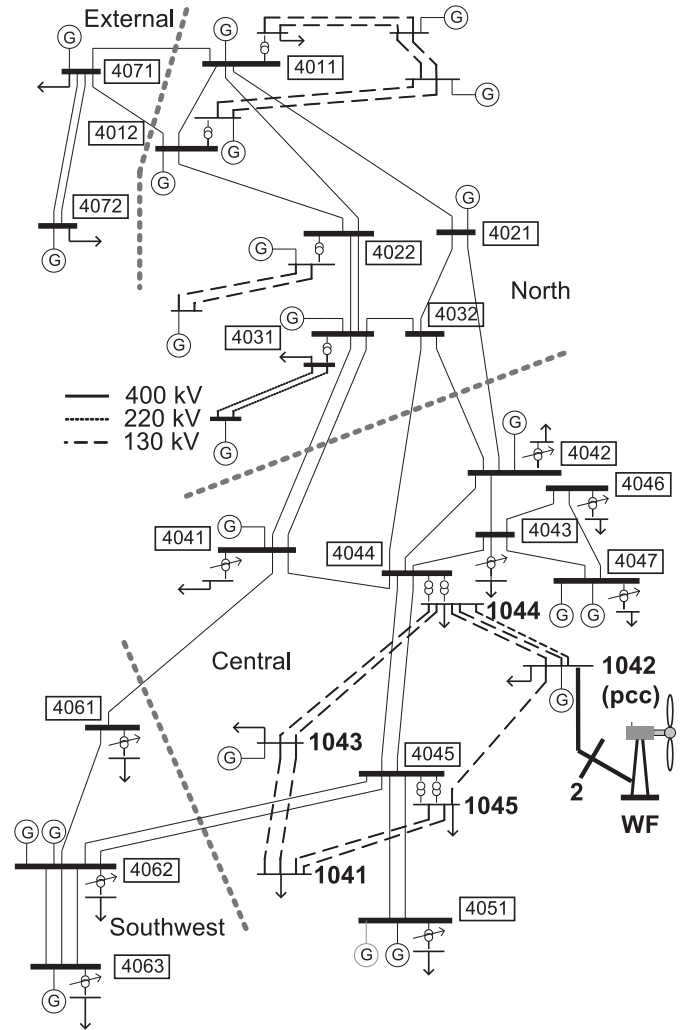 External
G
G
G
4071
4011
G
4012
G
G
4072
G
G
G
4022
4021
North
G
4031
4032
G
400 kV
220 kV
130 kV
G
G
4042
4046
4041
G
4044
4043
4047
G
G
1044
Central
1042
(pcc)
G
4061
1043
G
4045
2
WF
1045
G
G
4062
1041
Southwest
4051
G
G
4063
G